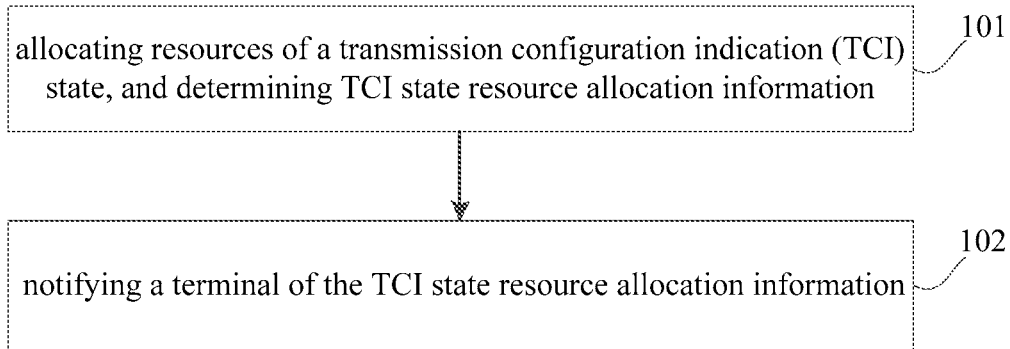 allocating resources of a transmission configuration indication (TCI)
state, and determining TCI state resource allocation information
101
notifying a terminal of the TCI state resource allocation information
102